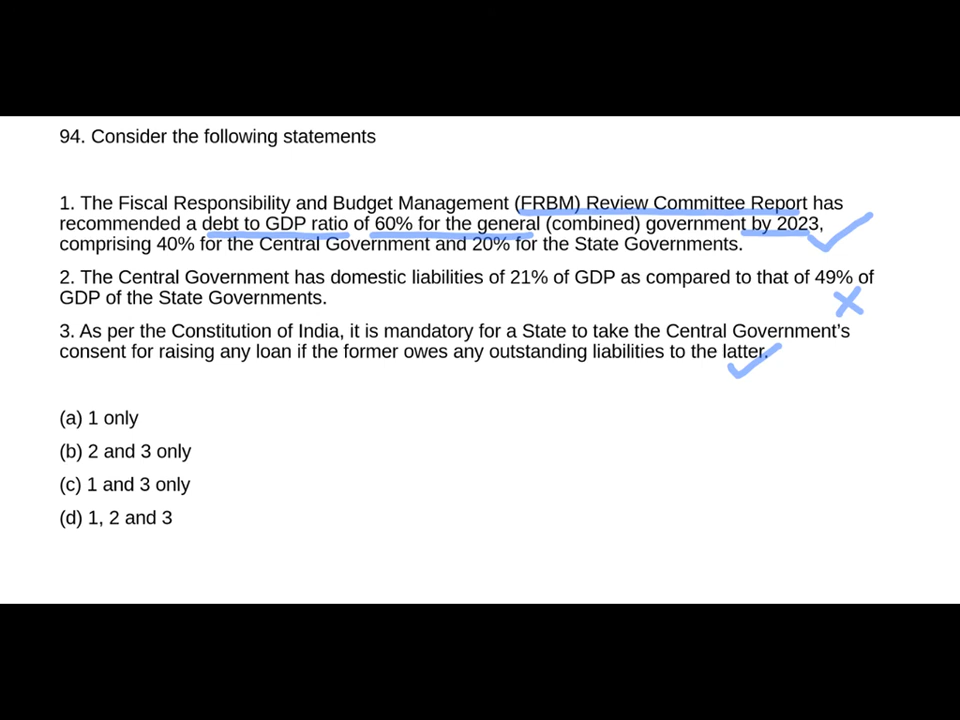 94. Consider the following statements
1. The Fiscal Responsibility and Budget Management (FRBM) Review Committee Report has
recommended a debt to GDP ratio of 60% for the general (combined) government by 2023,
comprising 40% for the Central Government and 20% for the State Governments.
2. The Central Government has domestic liabilities of 21% of GDP as compared to that of 49% of
GDP of the State Governments.
3. As per the Constitution of India, it is mandatory for a State to take the Central Government’s
consent for raising any loan if the former owes any outstanding liabilities to the latter.
(a) 1 only
(b) 2 and 3 only
(c) 1 and 3 only
(d) 1, 2 and 3